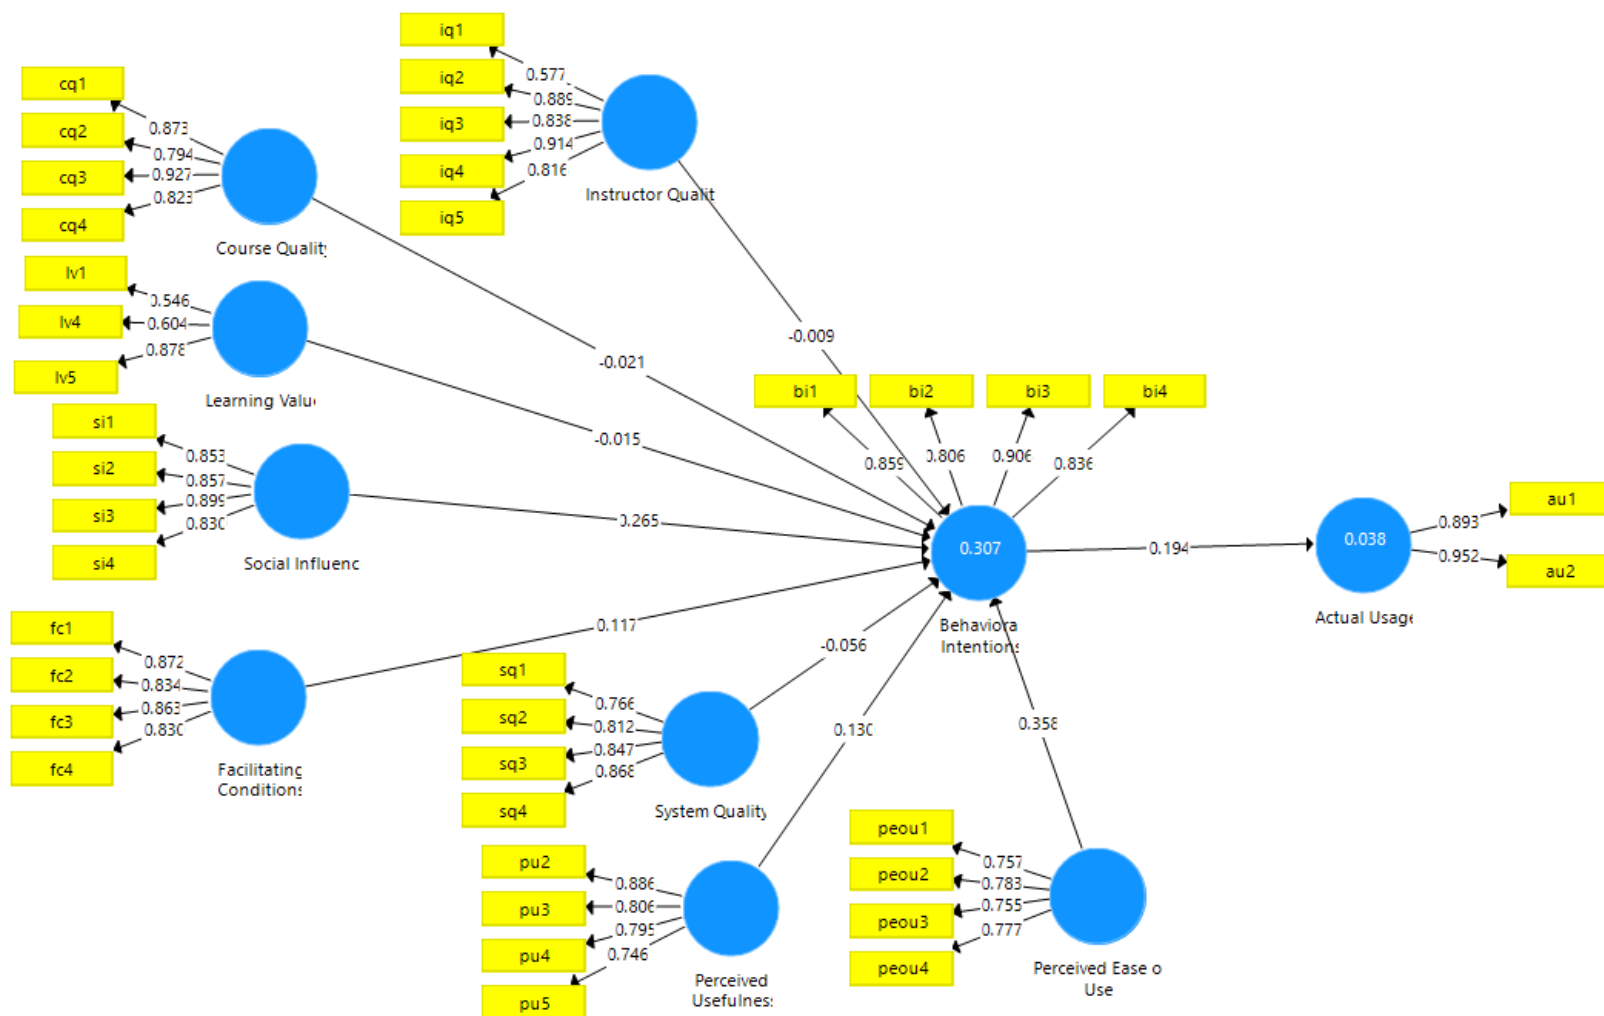 iq1
0.577
iq2
0.889
iq3
0.838
iq4
0.914
iq5
0.816
Instructor Qualit
cq1
0.873
cq2
0.794
cq3
0.927
cq4
0.823
Course Quality
lv1
0.546
lv4
0.604
lv5
0.878
Learning Value
si1
0.853
si2
0.857
si3
0.899
si4
0.830
Social Influenc
fc1
0.872
fc2
0.834
fc3
0.863
fc4
0.830
Facilitating
Conditions
-0.009
-0.021
-0.015
0.265
0.117
-0.056
0.130
0.358
bi1
bi2
bi3
bi4
0.859
0.806
0.906
0.836
0.307
Behaviora
Intentions
0.194
0.038
Actual Usage
0.893
au1
0.952
au2
sq1
0.766
sq2
0.812
sq3
0.847
sq4
0.868
System Quality
pu2
0.886
pu3
0.806
pu4
0.795
pu5
0.746
Perceived
Usefulness
peou1
0.757
peou2
0.783
peou3
0.755
peou4
0.777
Perceived Ease o
Use